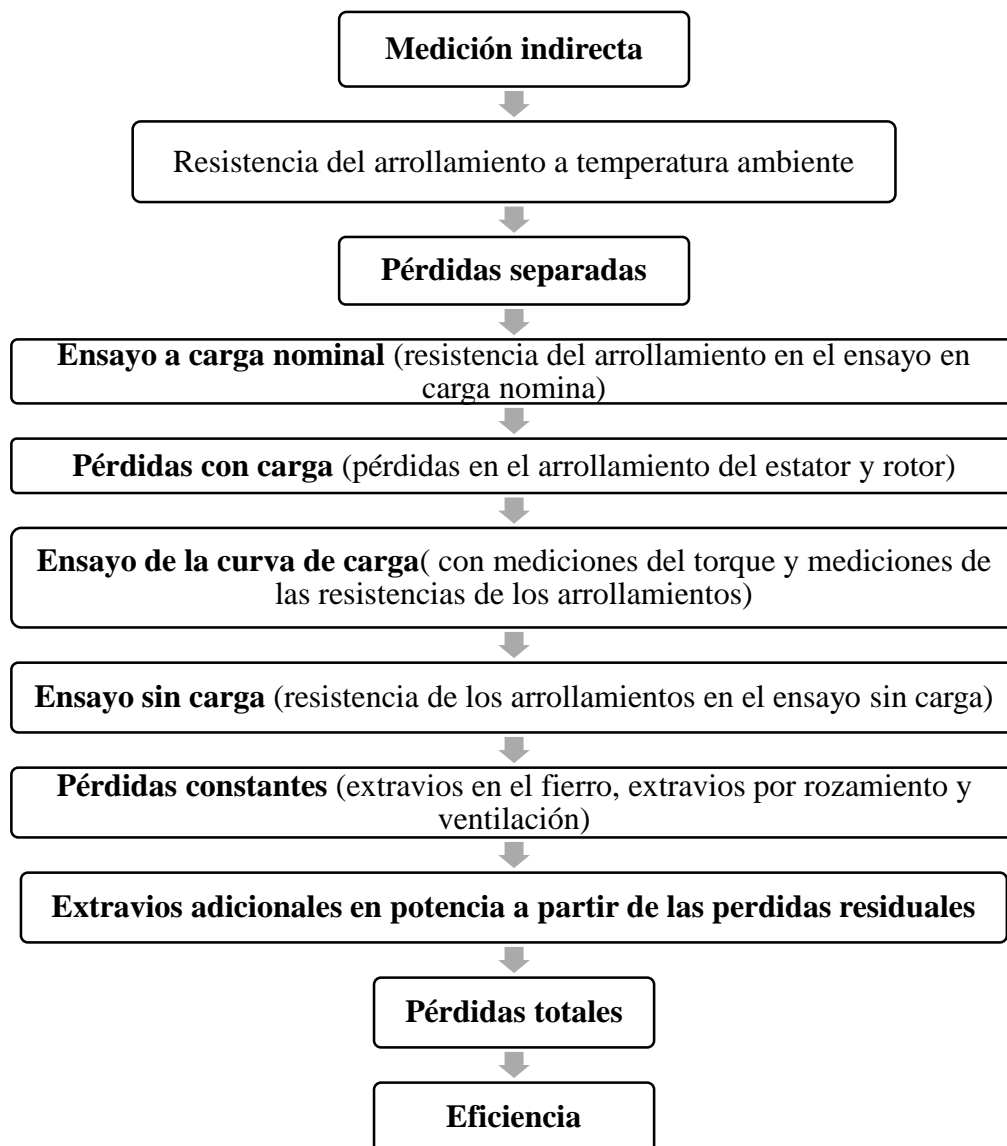 Medición indirecta
Resistencia del arrollamiento a temperatura ambiente
Pérdidas separadas
Ensayo a carga nominal (resistencia del arrollamiento en el ensayo en
carga nomina)
Pérdidas con carga (pérdidas en el arrollamiento del estator y rotor)
Ensayo de la curva de carga( con mediciones del torque y mediciones de
las resistencias de los arrollamientos)
Ensayo sin carga (resistencia de los arrollamientos en el ensayo sin carga)
Pérdidas constantes (extravios en el fierro, extravios por rozamiento y
ventilación)
Extravios adicionales en potencia a partir de las perdidas residuales
Pérdidas totales
Eficiencia